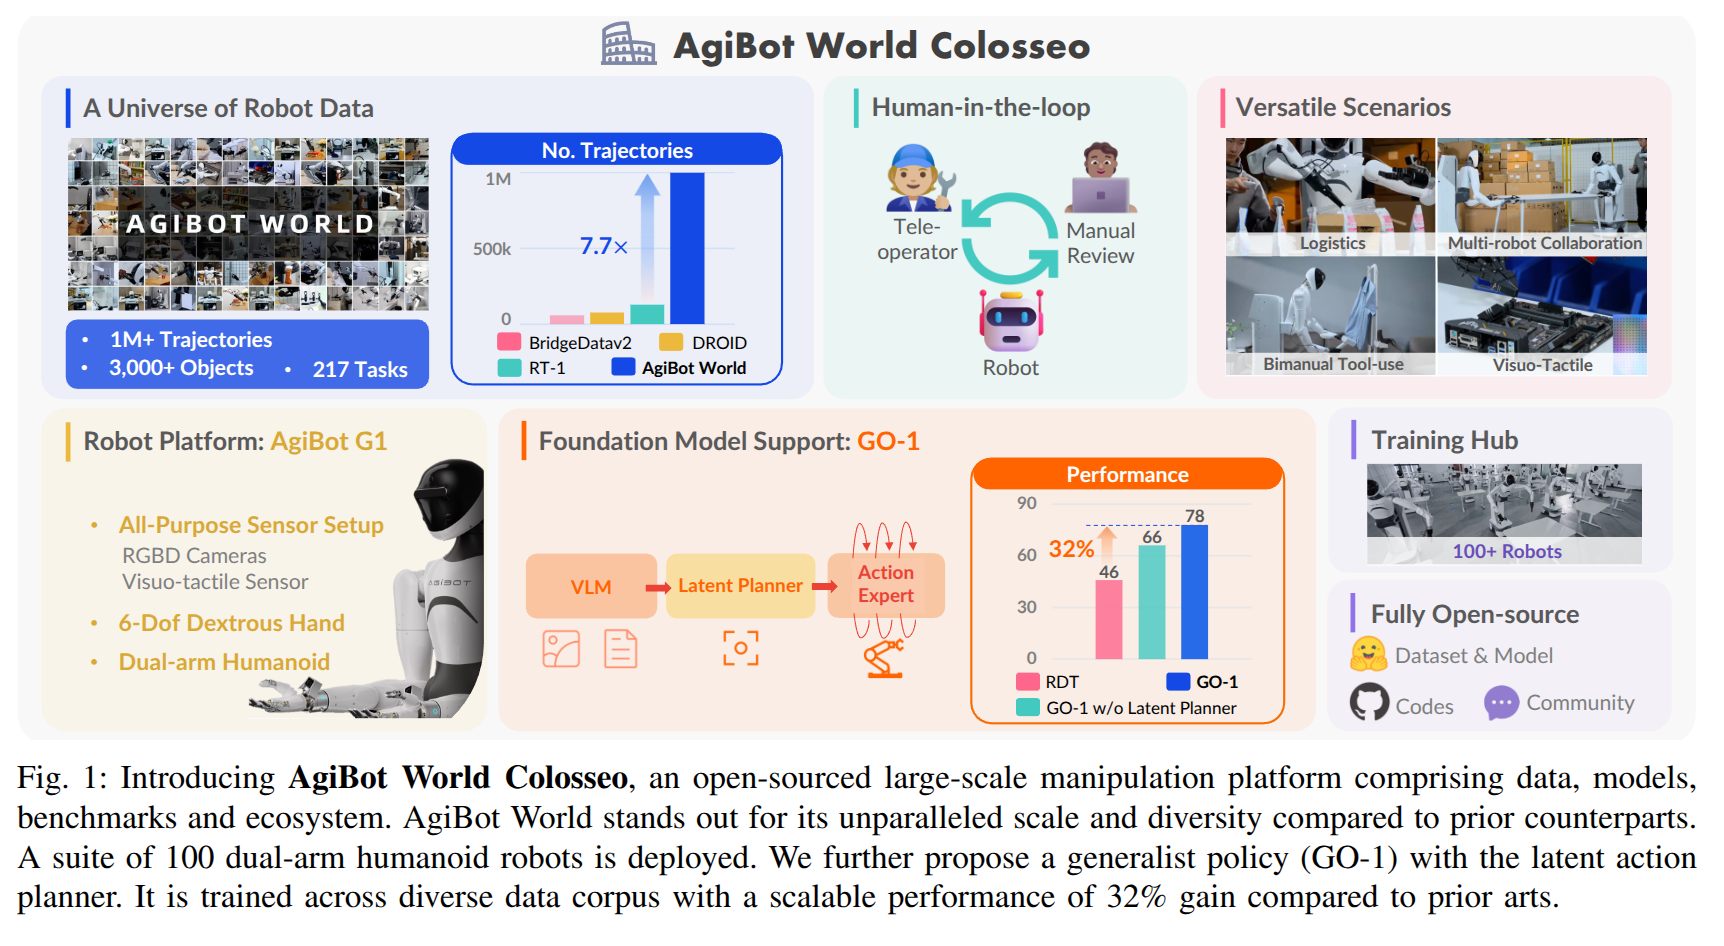 AgiBot World Colosseo
A Universe of Robot Data
AGIBOT WORLD
• 1M+ Trajectories
• 3,000+ Objects • 217 Tasks
No. Trajectories
1M
500k
0
7.7×
BridgeDatav2 DROID
RT-1 AgiBot World
Human-in-the-loop
Tele-
operator
Manual
Review
Robot
Versatile Scenarios
Logistics
Multi-robot Collaboration
Bimanual Tool-use
Visuo-Tactile
Robot Platform: AgiBot G1
• All-Purpose Sensor Setup
RGBD Cameras
Visuo-tactile Sensor
• 6-Dof Dextrous Hand
• Dual-arm Humanoid
AGIBOT
Foundation Model Support: GO-1
VLM
Latent Planner
Action
Expert
Performance
90
60
30
0
32%
46
66
78
RDT GO-1
GO-1 w/o Latent Planner
Training Hub
100+ Robots
Fully Open-source
Dataset & Model
Codes Community
Fig. 1: Introducing AgiBot World Colosseo, an open-sourced large-scale manipulation platform comprising data, models,
benchmarks and ecosystem. AgiBot World stands out for its unparalleled scale and diversity compared to prior counterparts.
A suite of 100 dual-arm humanoid robots is deployed. We further propose a generalist policy (GO-1) with the latent action
planner. It is trained across diverse data corpus with a scalable performance of 32% gain compared to prior arts.